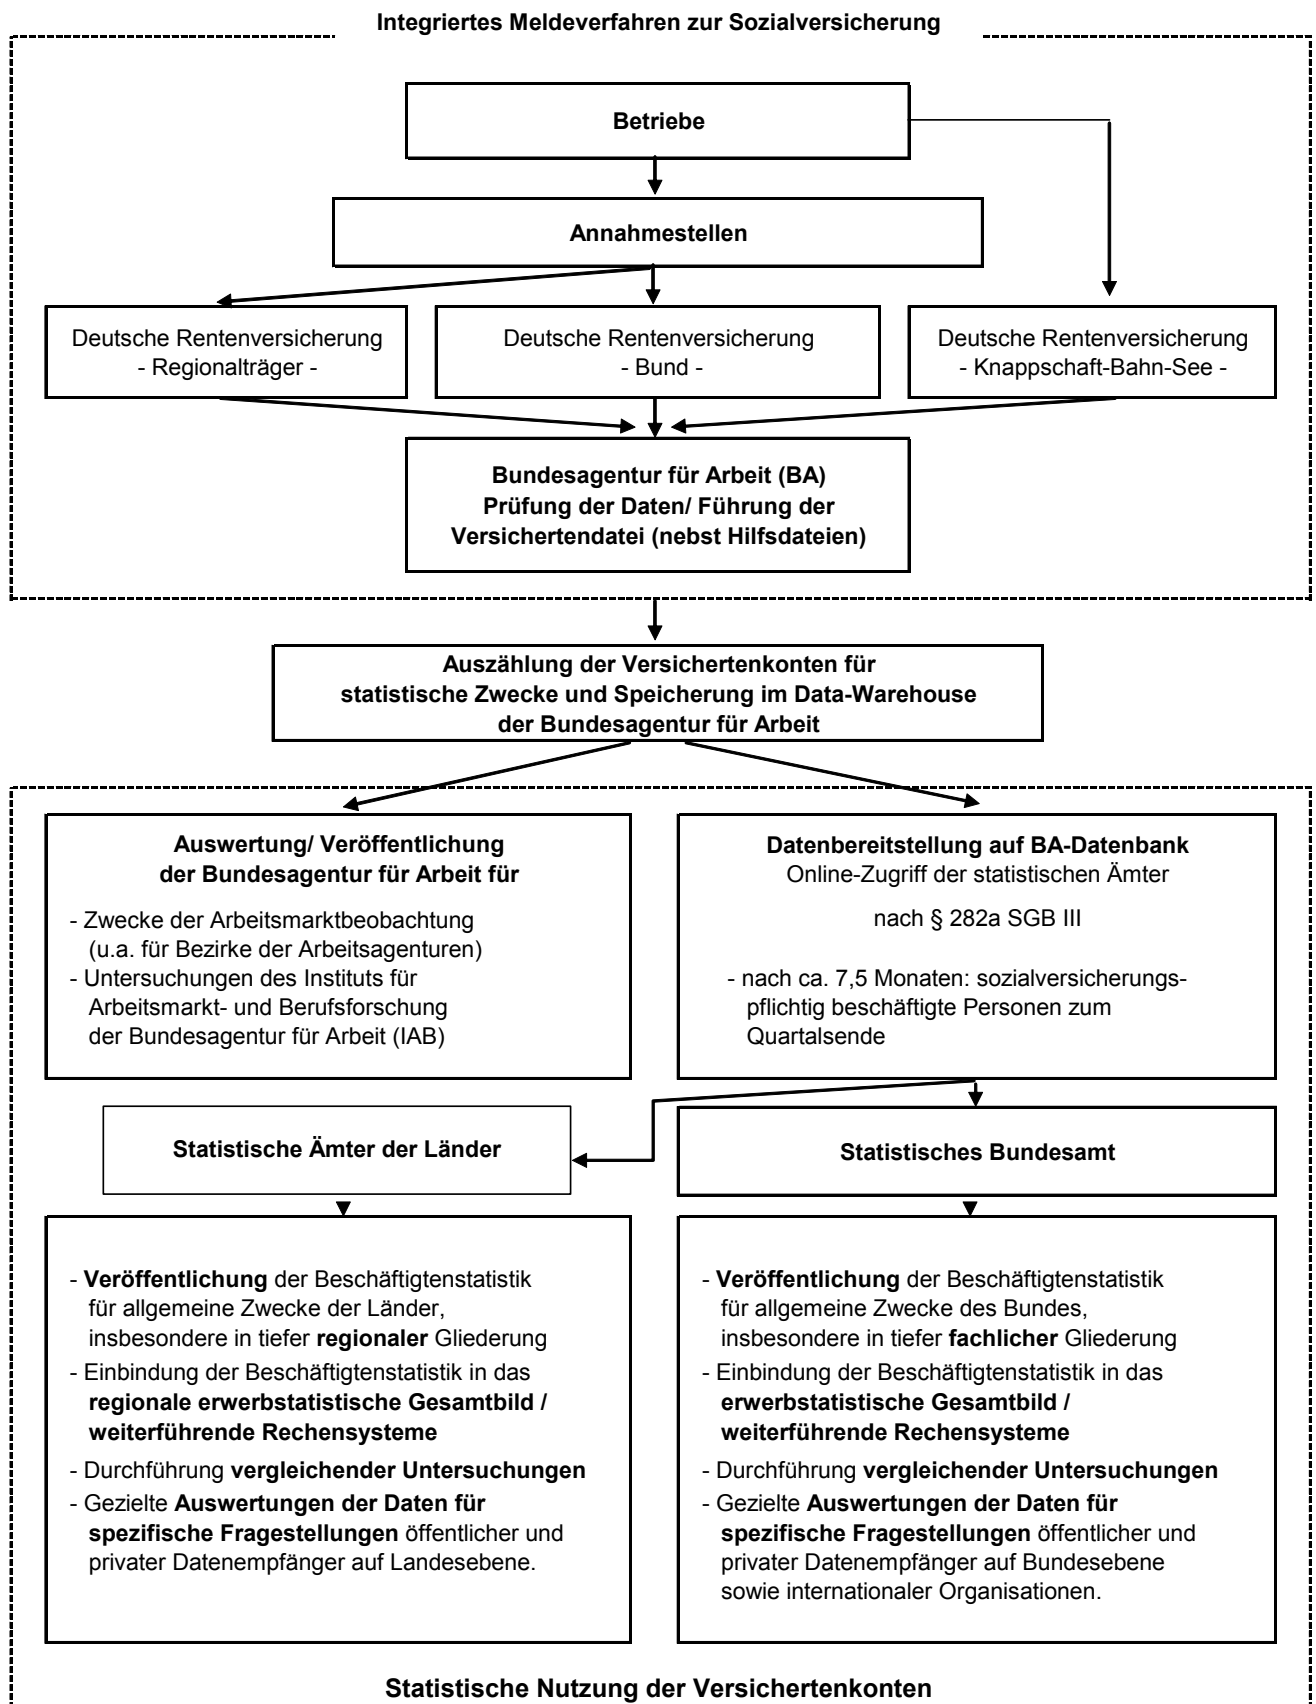 Integriertes Meldeverfahren zur Sozialversicherung
Betriebe
Annahmestellen
Deutsche Rentenversicherung
- Regionalträger -
Deutsche Rentenversicherung
- Bund -
Deutsche Rentenversicherung
- Knappschaft-Bahn-See -
Bundesagentur für Arbeit (BA)
Prüfung der Daten/ Führung der
Versichertendatei (nebst Hilfsdateien)
Auszählung der Versichertenkonten für
statistische Zwecke und Speicherung im Data-Warehouse
der Bundesagentur für Arbeit
Auswertung/ Veröffentlichung
der Bundesagentur für Arbeit für
- Zwecke der Arbeitsmarktbeobachtung
(u.a. für Bezirke der Arbeitsagenturen)
- Untersuchungen des Instituts für
Arbeitsmarkt- und Berufsforschung
der Bundesagentur für Arbeit (IAB)
Datenbereitstellung auf BA-Datenbank
Online-Zugriff der statistischen Ämter
nach § 282a SGB III
- nach ca. 7,5 Monaten: sozialversicherungs-
pflichtig beschäftigte Personen zum
Quartalsende
Statistische Ämter der Länder
Statistisches Bundesamt
- Veröffentlichung der Beschäftigtenstatistik
für allgemeine Zwecke der Länder,
insbesondere in tiefer regionaler Gliederung
- Einbindung der Beschäftigtenstatistik in das
regionale erwerbstatistische Gesamtbild /
weiterführende Rechensysteme
- Durchführung vergleichender Untersuchungen
- Gezielte Auswertungen der Daten für
spezifische Fragestellungen öffentlicher und
privater Datenempfänger auf Landesebene.
- Veröffentlichung der Beschäftigtenstatistik
für allgemeine Zwecke des Bundes,
insbesondere in tiefer fachlicher Gliederung
- Einbindung der Beschäftigtenstatistik in das
erwerbstatistische Gesamtbild /
weiterführende Rechensysteme
- Durchführung vergleichender Untersuchungen
- Gezielte Auswertungen der Daten für
spezifische Fragestellungen öffentlicher und
privater Datenempfänger auf Bundesebene
sowie internationaler Organisationen.
Statistische Nutzung der Versichertenkonten